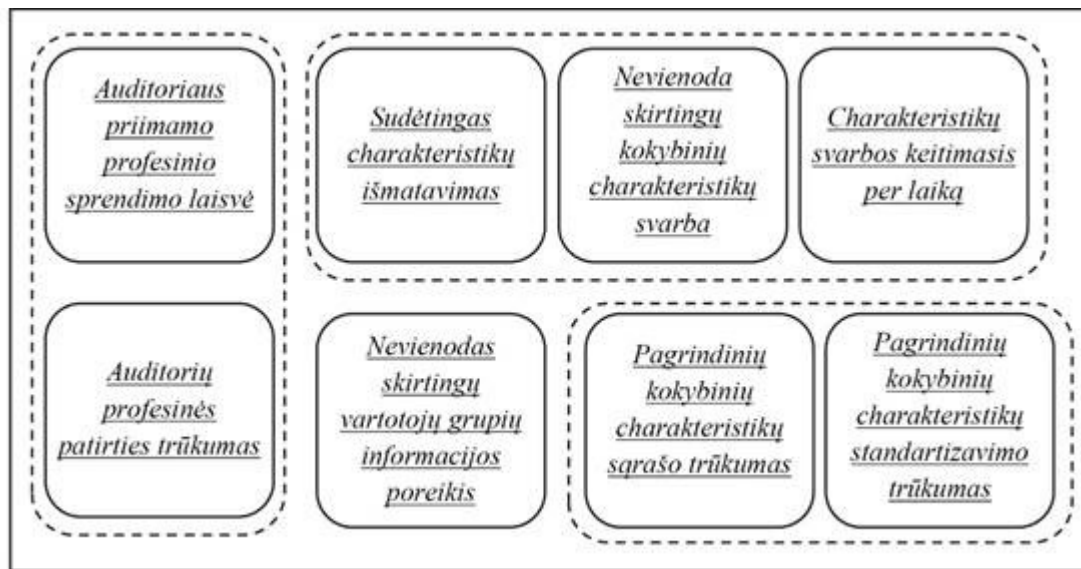 Auditoriaus
priimamo
profesinio
sprendimo laisvė
Sudėtingas
charakteristikų
išmatavimas
Nevienoda
skirtingų
kokybinių
charakteristikų
svarba
Charakteristikų
svarbos keitimasis
per laiką
Auditorių
profesinės
patirties trūkumas
Nevienodas
skirtingų
vartotojų grupių
informacijos
poreikis
Pagrindinių
kokybinių
charakteristikų
sąrašo trūkumas
Pagrindinių
kokybinių
charakteristikų
standartizavimo
trūkumas